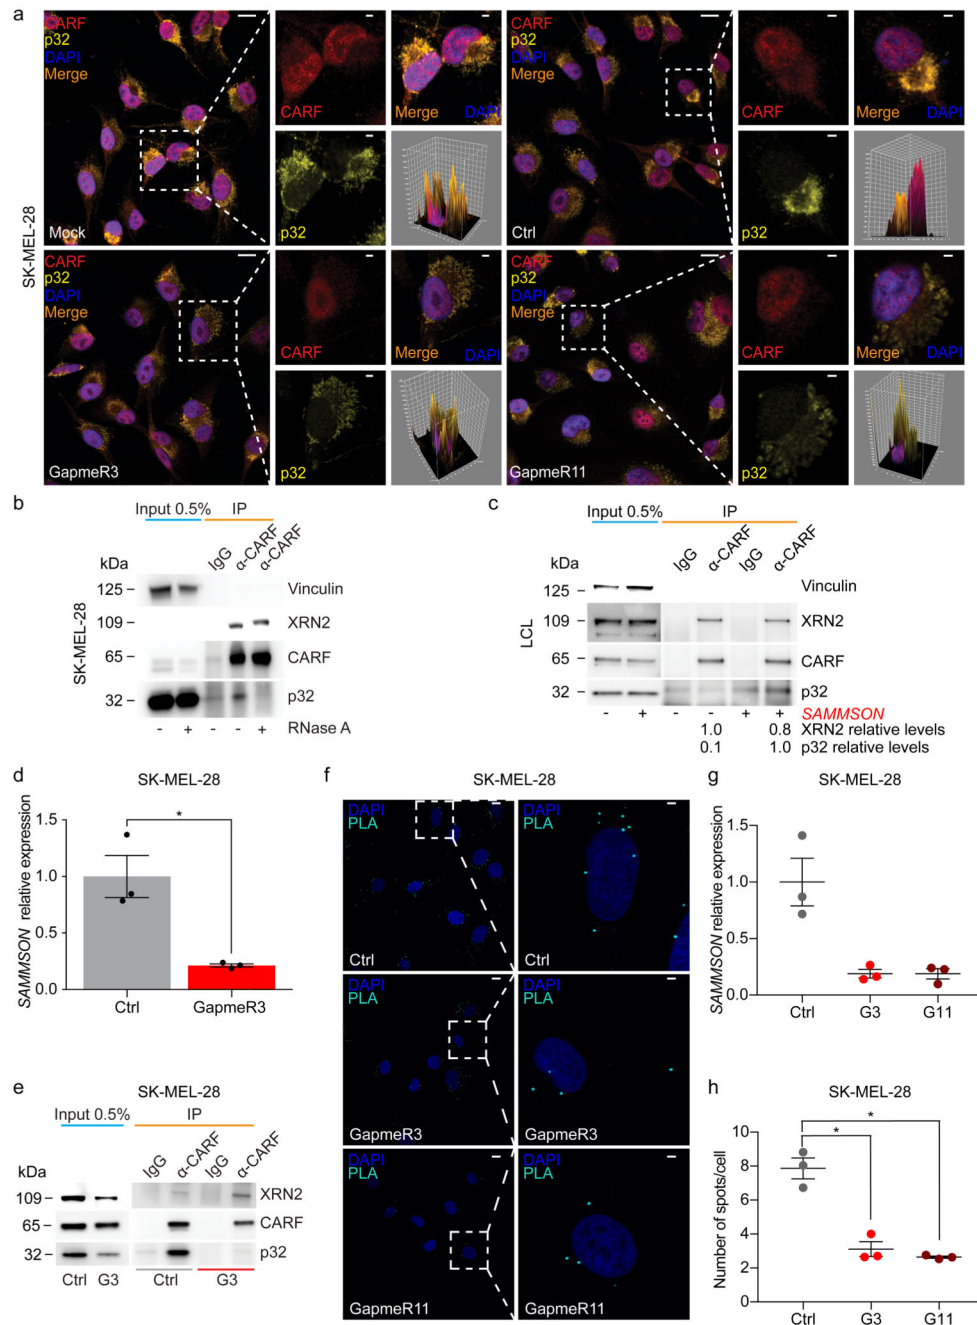 a
SK-MEL-28
CARF
p32
DAPI
Merge
Mock
CARF
Merge
DAPI
p32
CARF
p32
DAPI
Merge
Ctrl
CARF
Merge
DAPI
p32
CARF
p32
DAPI
Merge
GapmeR3
CARF
Merge
DAPI
p32
CARF
p32
DAPI
Merge
GapmeR11
CARF
Merge
DAPI
p32
b
Input 0.5% IP
IgG α-CARF α-CARF
kDa
SK-MEL-28
125 – Vinculin
109 – XRN2
65 – CARF
32 – p32
- + - - + RNase A
c
Input 0.5% IP
IgG α-CARF IgG α-CARF
kDa
LCL
125 – Vinculin
109 – XRN2
65 – CARF
32 – p32
- + - - + + SAMMSON
1.0 0.8 XRN2 relative levels
0.1 1.0 p32 relative levels
d
SK-MEL-28
SAMMSON relative expression
1.5
1.0
0.5
0.0
*
Ctrl GapmeR3
e
SK-MEL-28
Input 0.5% IP
IgG α-CARF IgG α-CARF
kDa
109 – XRN2
65 – CARF
32 – p32
Ctrl G3 Ctrl G3
f
SK-MEL-28
DAPI
PLA
Ctrl
DAPI
PLA
Ctrl
DAPI
PLA
GapmeR3
DAPI
PLA
GapmeR3
DAPI
PLA
GapmeR11
DAPI
PLA
GapmeR11
g
SK-MEL-28
SAMMSON relative expression
1.5
1.0
0.5
0.0
Ctrl G3 G11
h
SK-MEL-28
Number of spots/cell
10
8
6
4
2
0
*
*
Ctrl G3 G11